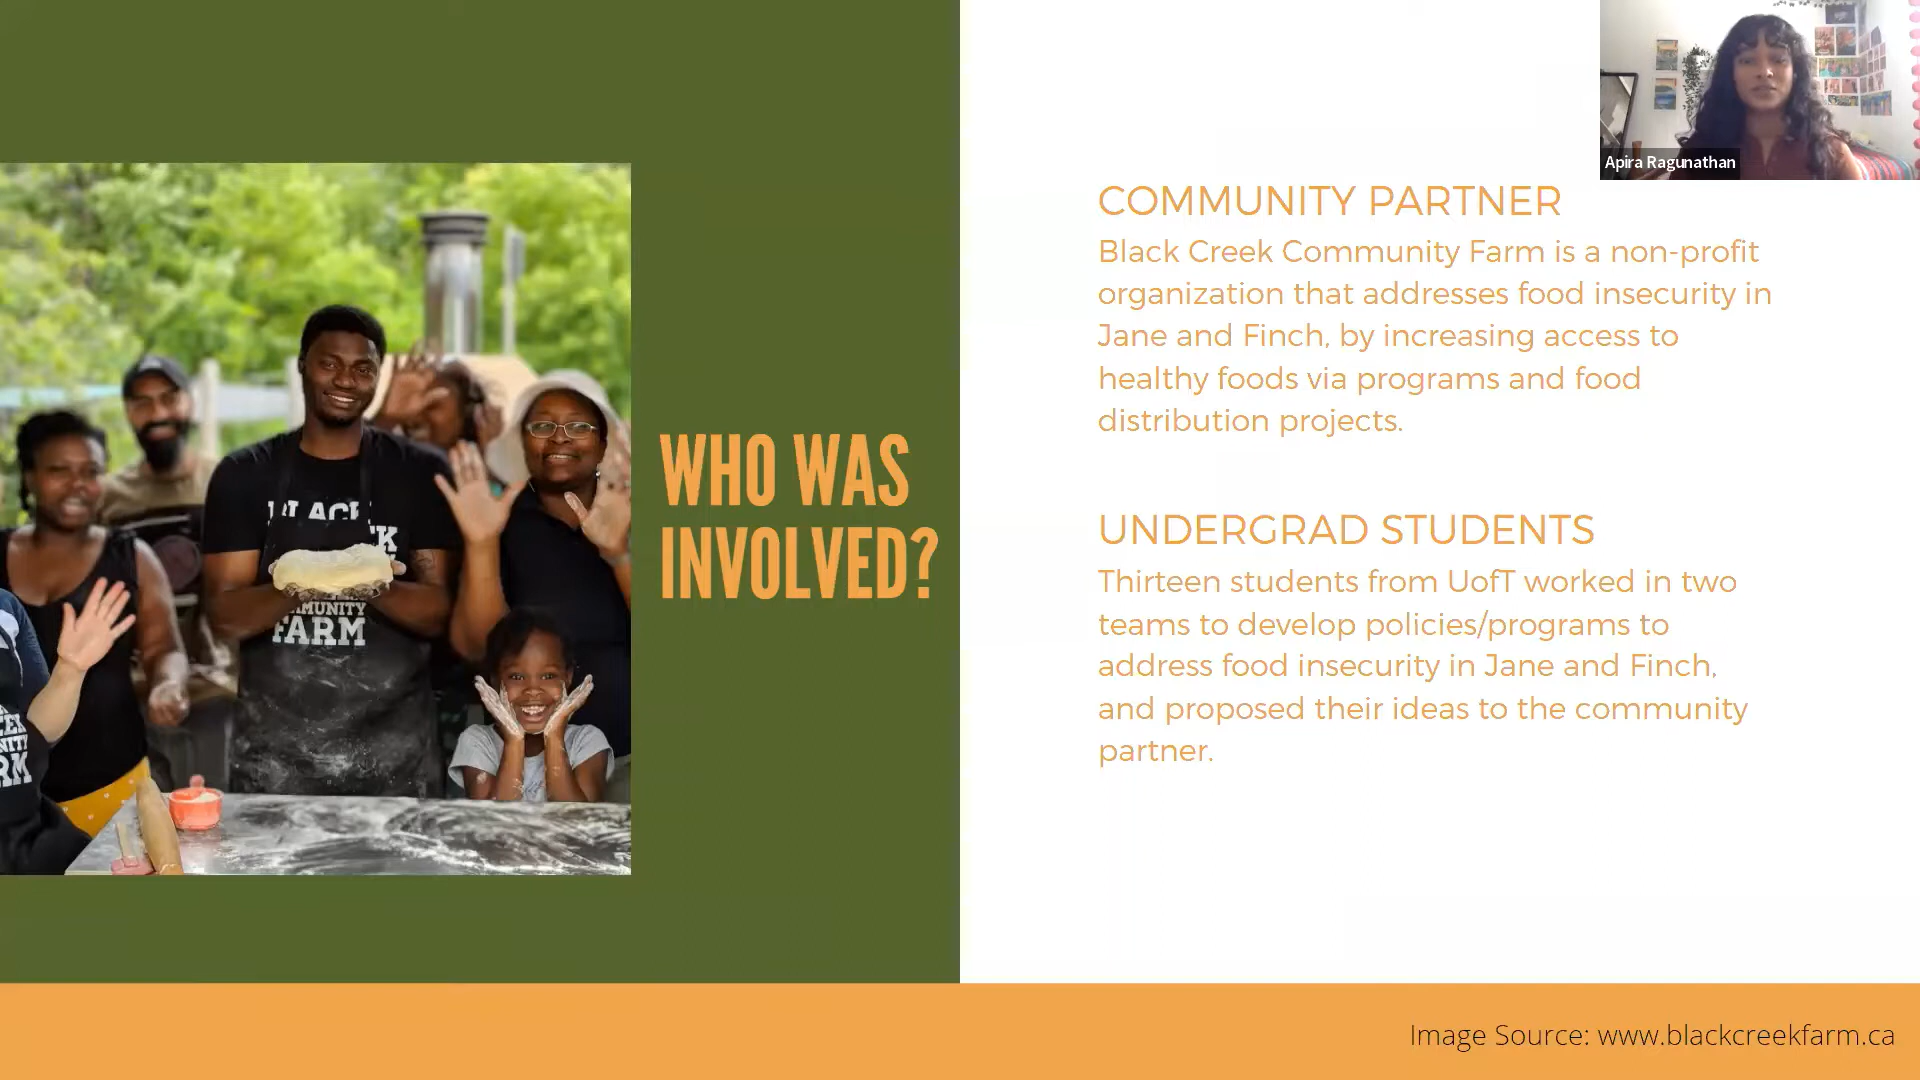 Apira Ragunathan
COMMUNITY PARTNER
Black Creek Community Farm is a non-profit
organization that addresses food insecurity in
Jane and Finch, by increasing access to
healthy foods via programs and food
distribution projects.
WHO WAS
INVOLVED?
UNDERGRAD STUDENTS
Thirteen students from UofT worked in two
teams to develop policies/programs to
address food insecurity in Jane and Finch,
and proposed their ideas to the community
partner.
FARM
Image Source: www.blackcreekfarm.ca